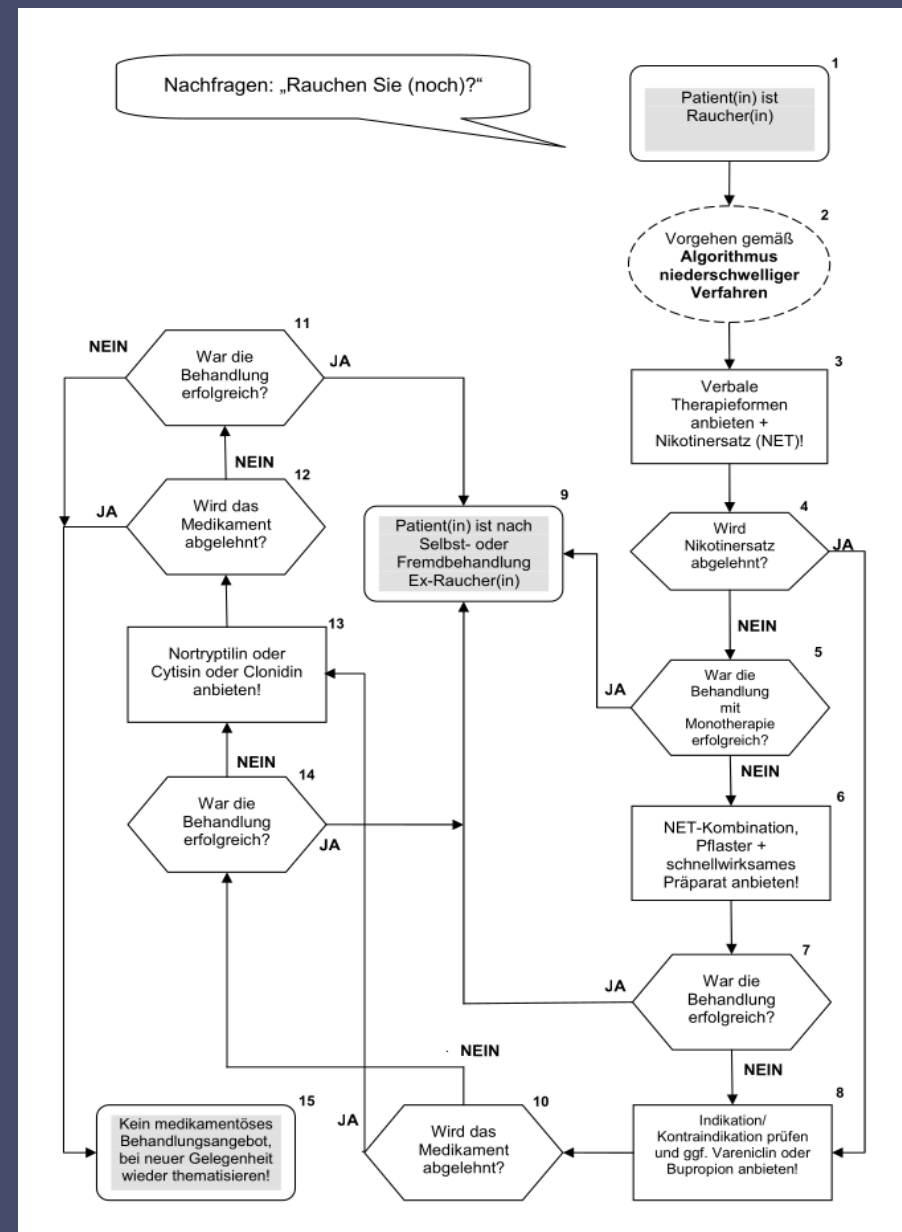 Nachfragen: „Rauchen Sie (noch)?“
1
Patient(in) ist
Raucher(in)
2
Vorgehen gemäß
Algorithmus
niederschwelliger
Verfahren
3
Verbale
Therapieformen
anbieten +
Nikotinersatz (NET)!
4
Wird
Nikotinersatz
abgelehnt?
JA
NEIN
5
War die
Behandlung
mit
Monotherapie
erfolgreich?
JA
NEIN
6
NET-Kombination,
Pflaster +
schnellwirksames
Präparat anbieten!
7
War die
Behandlung
erfolgreich?
JA
NEIN
8
Indikation/
Kontraindikation prüfen
und ggf. Vareniclin oder
Bupropion anbieten!
9
Patient(in) ist nach
Selbst- oder
Fremdbehandlung
Ex-Raucher(in)
10
Wird das
Medikament
abgelehnt?
JA
NEIN
11
War die
Behandlung
erfolgreich?
NEIN
JA
12
Wird das
Medikament
abgelehnt?
JA
NEIN
13
Nortryptilin oder
Cytisin oder Clonidin
anbieten!
14
War die
Behandlung
erfolgreich?
NEIN
JA
15
Kein medikamentöses
Behandlungsangebot,
bei neuer Gelegenheit
wieder thematisieren!